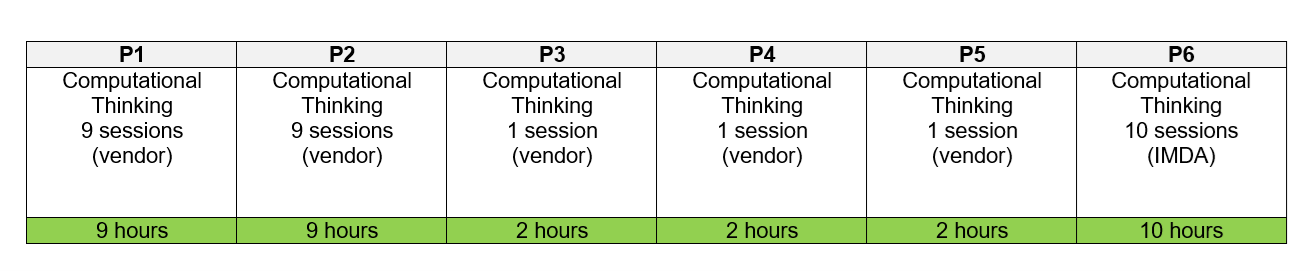 P1 P2 P3 P4 P5 P6
Computational Computational Computational Computational Computational Computational
Thinking Thinking Thinking Thinking Thinking Thinking
9 sessions 9 sessions 1 session 1 session 1 session 10 sessions
(vendor) (vendor) (vendor) (vendor) (vendor) (IMDA)
9 hours 9 hours 2 hours 2 hours 2 hours 10 hours